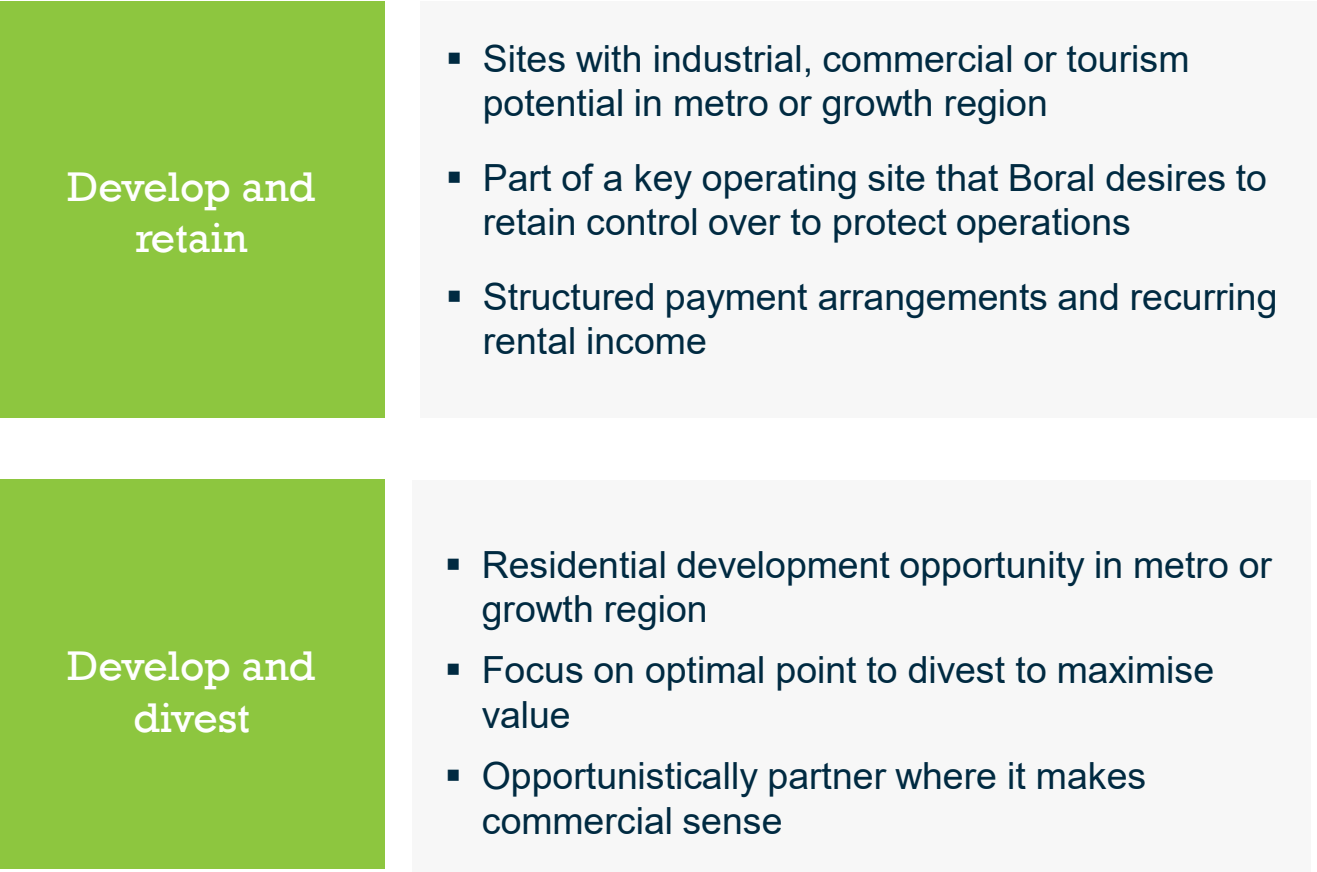 Develop and
retain
▪ Sites with industrial, commercial or tourism
potential in metro or growth region
▪ Part of a key operating site that Boral desires to
retain control over to protect operations
▪ Structured payment arrangements and recurring
rental income
Develop and
divest
▪ Residential development opportunity in metro or
growth region
▪ Focus on optimal point to divest to maximise
value
▪ Opportunistically partner where it makes
commercial sense